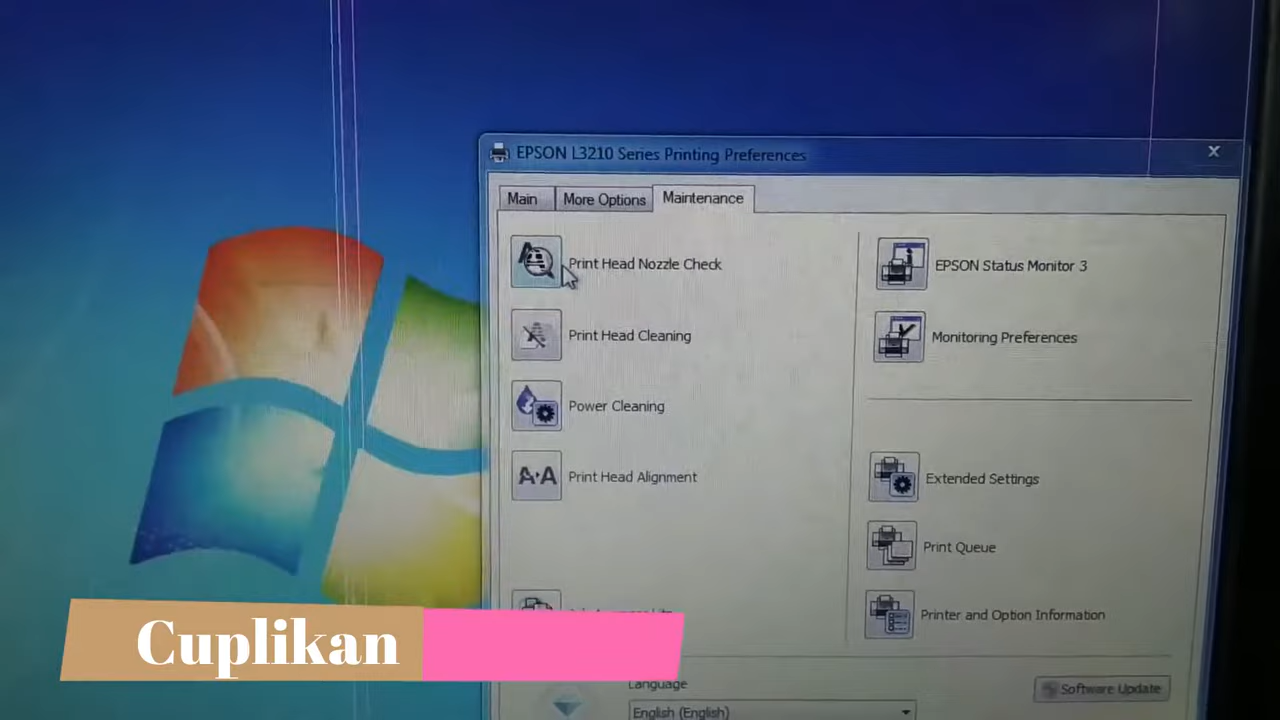 EPSON L3210 Series Printing Preferences
Main
More Options
Maintenance
Print Head Nozzle Check
Print Head Cleaning
Power Cleaning
A·A
Print Head Alignment
EPSON Status Monitor 3
Monitoring Preferences
Extended Settings
Print Queue
Printer and Option Information
Cuplikan
Language
English (English)
Software Update